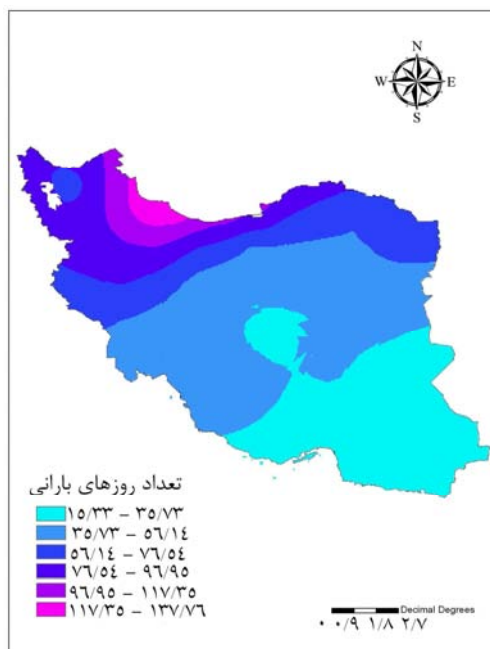 N
W E
S
تعداد روزهای بارانی
۱۵/۳۳ – ۳۵/۷۳
۳۵/۷۳ – ۵۶/۱۴
۵۶/۱۴ – ۷۶/۵۴
۷۶/۵۴ – ۹۶/۹۵
۹۶/۹۵ – ۱۱۷/۳۵
۱۱۷/۳۵ – ۱۳۷/۷۶
Decimal Degrees
۰ ۰/۹ ۱/۸ ۲/۷